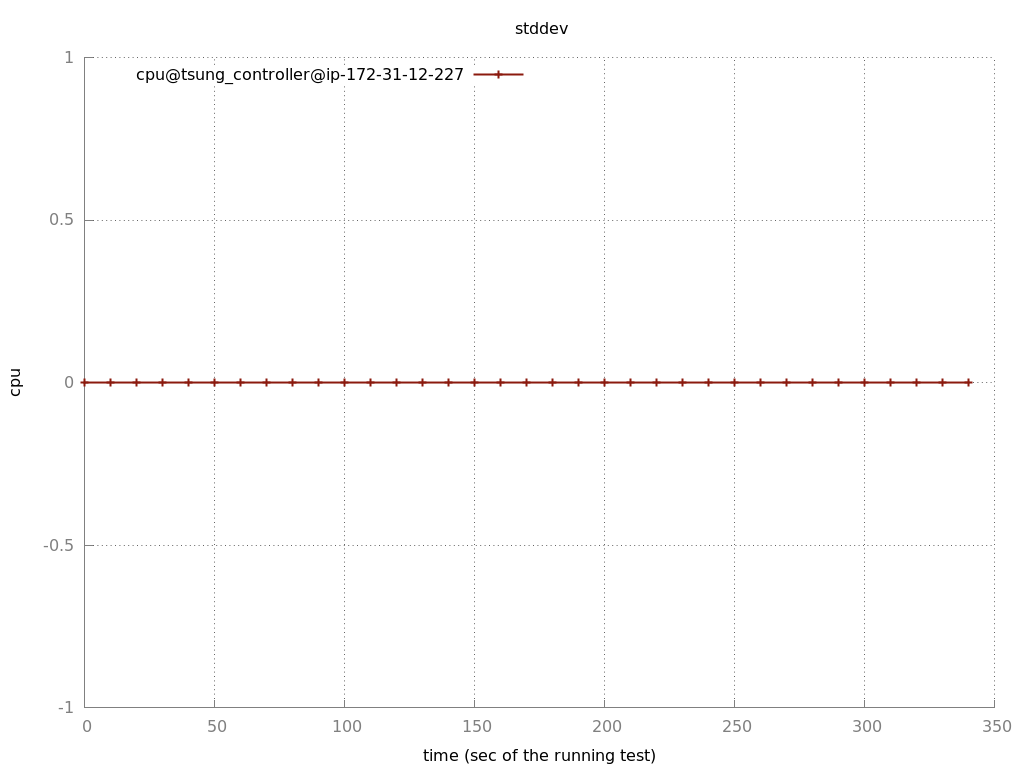 stddev
1
cpu@tsung_controller@ip-172-31-12-227
0.5
cpu
0
-0.5
-1
0 50 100 150 200 250 300 350
time (sec of the running test)